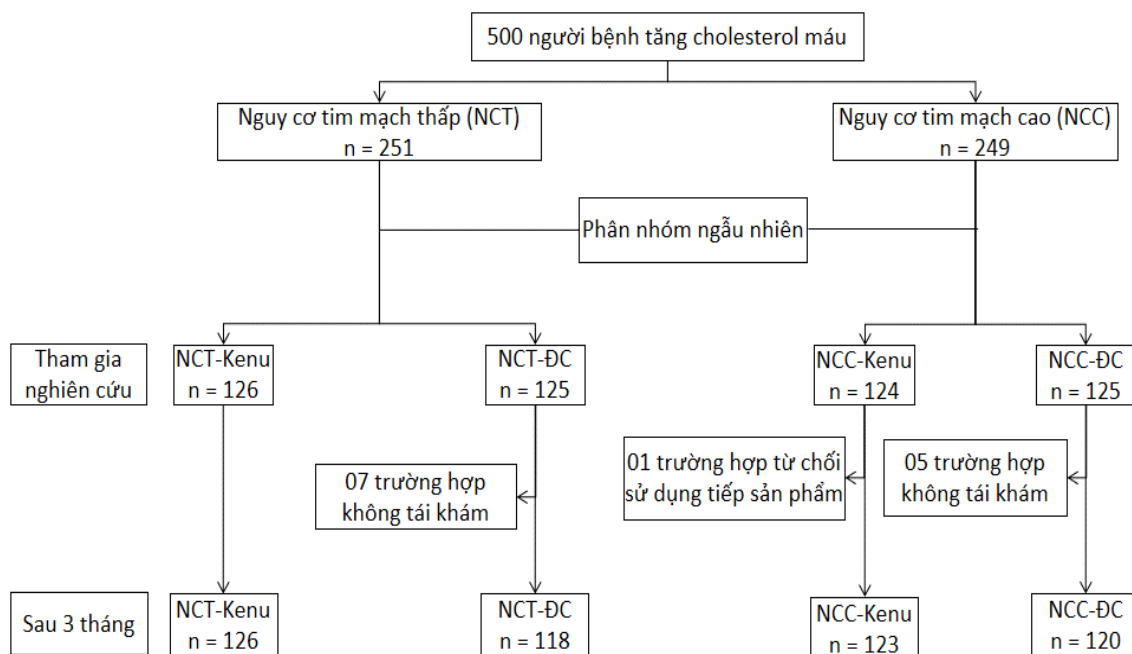 500 người bệnh tăng cholesterol máu
Nguy cơ tim mạch thấp (NCT)
n = 251
Nguy cơ tim mạch cao (NCC)
n = 249
Phân nhóm ngẫu nhiên
Tham gia
nghiên cứu
NCT-Kenu
n = 126
NCT-ĐC
n = 125
NCC-Kenu
n = 124
NCC-ĐC
n = 125
07 trường hợp
không tái khám
01 trường hợp từ chối
sử dụng tiếp sản phẩm
05 trường hợp
không tái khám
Sau 3 tháng
NCT-Kenu
n = 126
NCT-ĐC
n = 118
NCC-Kenu
n = 123
NCC-ĐC
n = 120